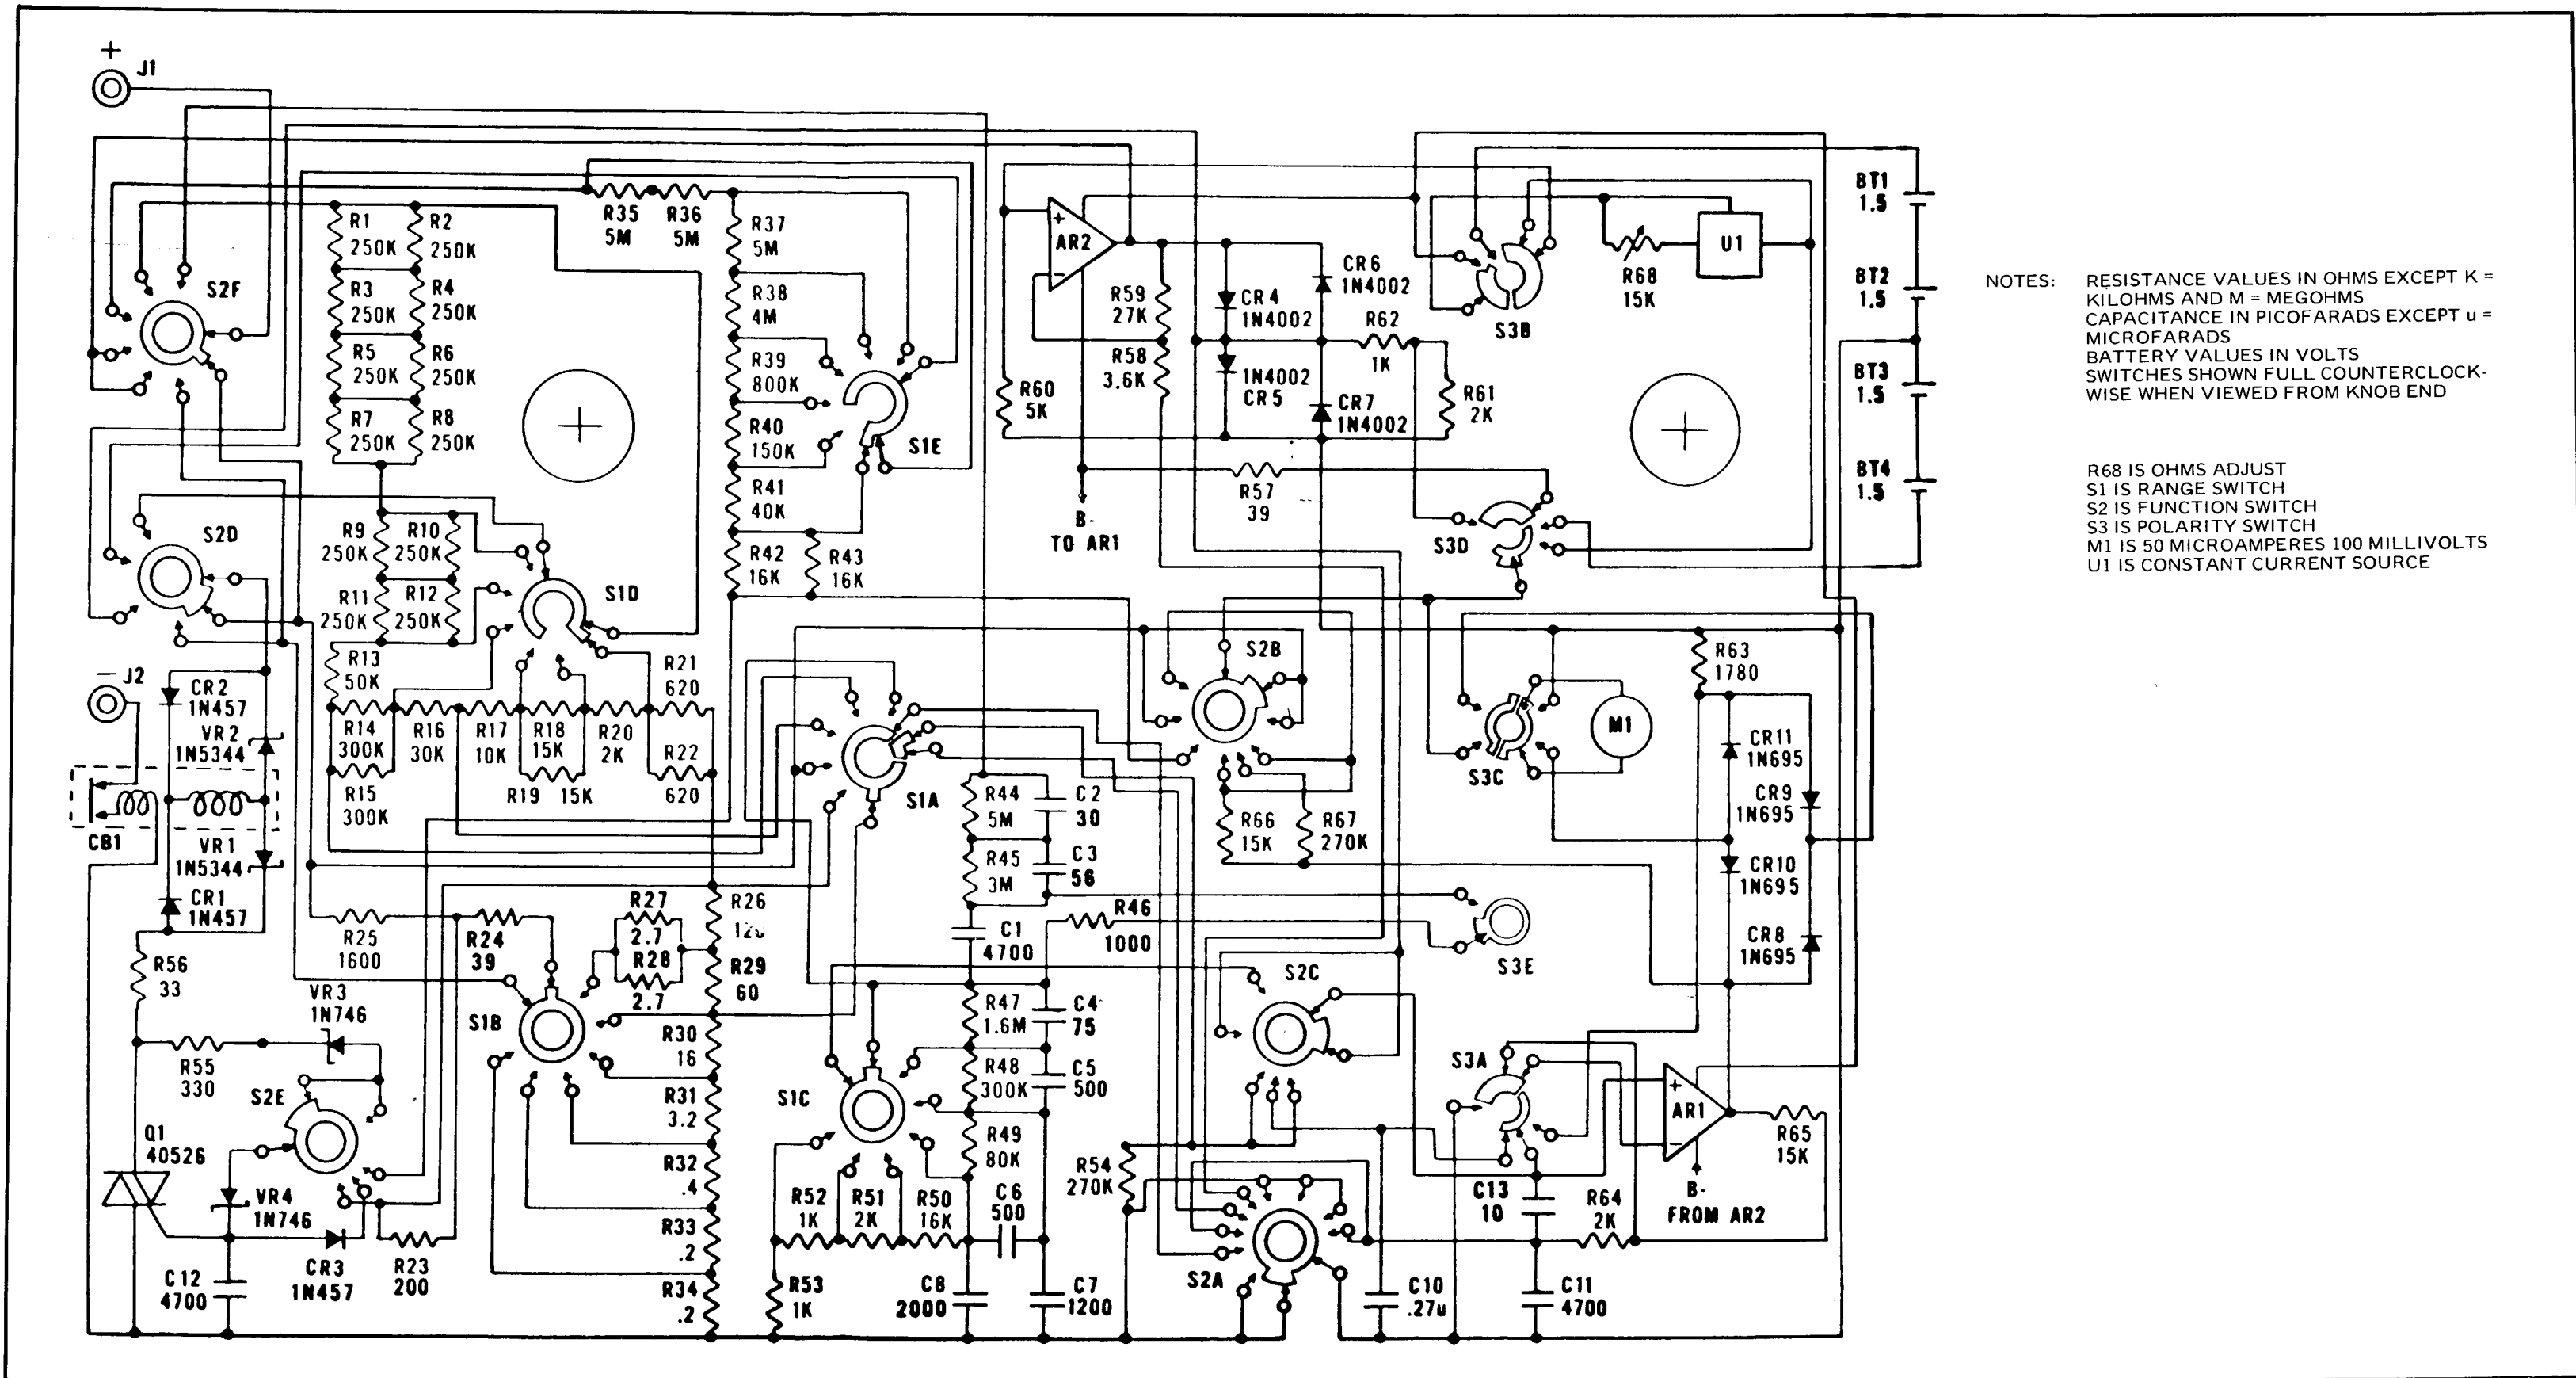 +
J1
S2F
R1
250K
R2
250K
R3
250K
R4
250K
R5
250K
R6
250K
R7
250K
R8
250K
R35
5M
R36
5M
R37
5M
R38
4M
R39
800K
R40
150K
R41
40K
R42
16K
R43
16K
S1E
S2D
R9
250K
R10
250K
R11
250K
R12
250K
S1D
R13
50K
R14
300K
R15
300K
R16
30K
R17
10K
R18
15K
R19 15K
R20
2K
R21
620
R22
620
−
J2
CR2
1N457
VR2
1N5344
CB1
VR1
1N5344
CR1
1N457
R56
33
R55
330
VR3
1N746
S2E
Q1
40526
VR4
1N746
C12
4700
CR3
1N457
R23
200
R25
1600
R24
39
R27
2.7
R28
2.7
S1B
R26
R29
60
R30
16
R31
3.2
R32
.4
R33
.2
R34
.2
S1A
R44
5M
C2
30
R45
3M
C3
56
C1
4700
R46
1000
R47
1.6M
C4
75
R48
300K
C5
500
R49
80K
S1C
R52
1K
R51
2K
R50
16K
C6
500
R53
1K
C8
2000
C7
1200
+
AR2
−
R60
5K
R59
27K
R58
3.6K
CR4
1N4002
1N4002
CR5
CR6
1N4002
CR7
1N4002
R62
1K
R61
2K
R57
39
B-
TO AR1
S3B
R68
15K
U1
S3D
BT1
1.5
BT2
1.5
BT3
1.5
BT4
1.5
S2B
R66
15K
R67
270K
S3C
M1
R63
1780
CR11
1N695
CR9
1N695
CR10
1N695
CR8
1N695
S3E
S2C
S3A
+
AR1
−
R65
15K
B-
FROM AR2
R54
270K
S2A
C10
.27u
C13
10
R64
2K
C11
4700
NOTES: RESISTANCE VALUES IN OHMS EXCEPT K =
KILOHMS AND M = MEGOHMS
CAPACITANCE IN PICOFARADS EXCEPT u =
MICROFARADS
BATTERY VALUES IN VOLTS
SWITCHES SHOWN FULL COUNTERCLOCK-
WISE WHEN VIEWED FROM KNOB END
R68 IS OHMS ADJUST
S1 IS RANGE SWITCH
S2 IS FUNCTION SWITCH
S3 IS POLARITY SWITCH
M1 IS 50 MICROAMPERES 100 MILLIVOLTS
U1 IS CONSTANT CURRENT SOURCE